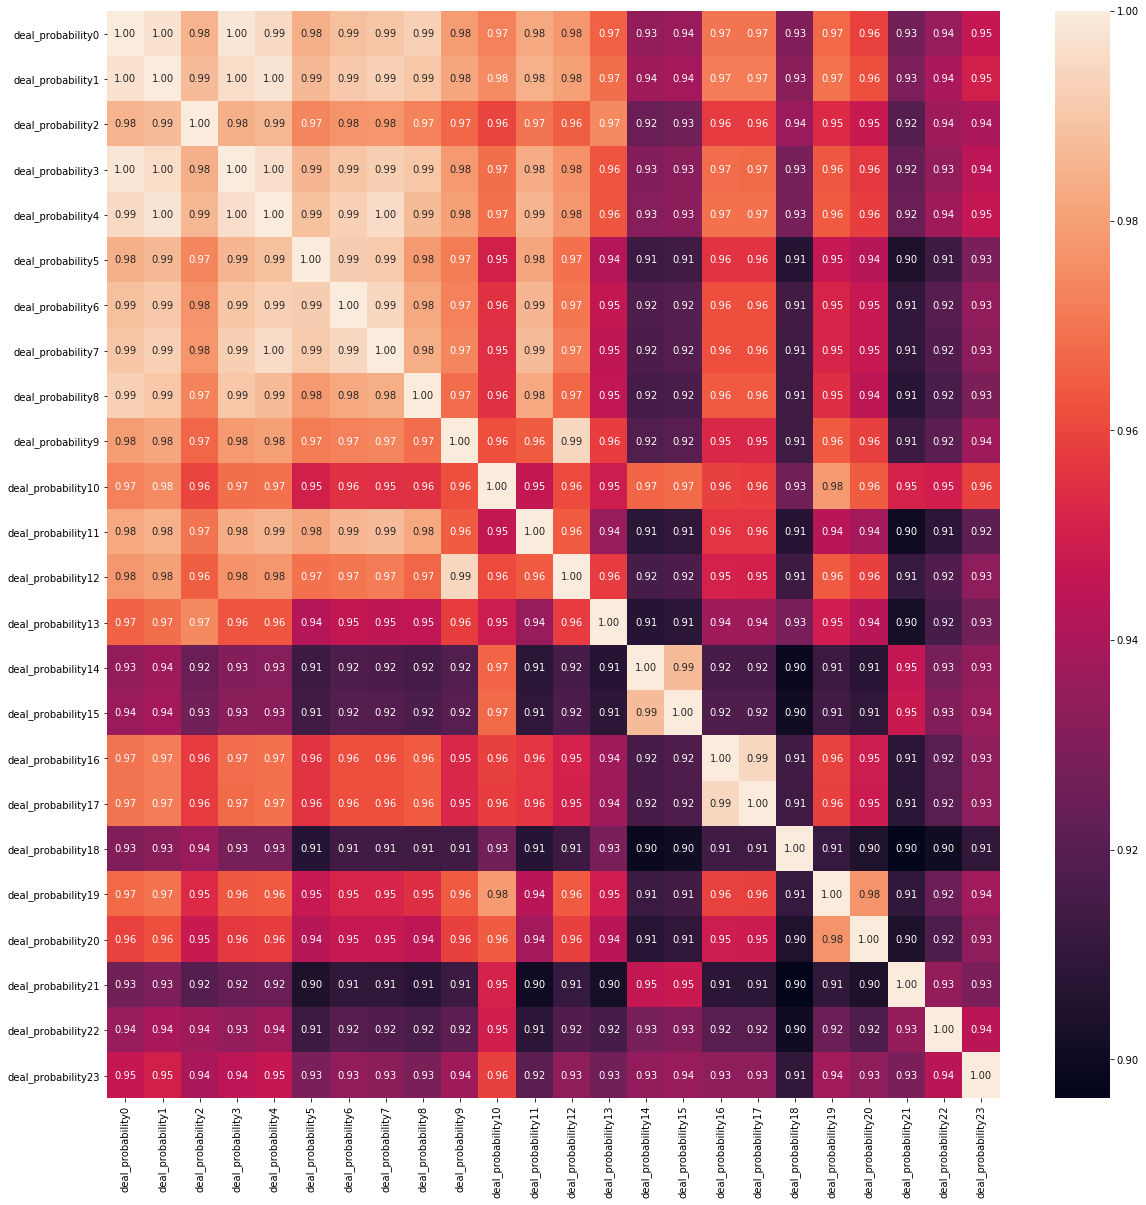 deal_probability0 1.00 1.00 0.98 1.00 0.99 0.98 0.99 0.99 0.99 0.98 0.97 0.98 0.98 0.97 0.93 0.94 0.97 0.97 0.93 0.97 0.96 0.93 0.94 0.95
deal_probability1 1.00 1.00 0.99 1.00 1.00 0.99 0.99 0.99 0.99 0.98 0.98 0.98 0.98 0.97 0.94 0.94 0.97 0.97 0.93 0.97 0.96 0.93 0.94 0.95
deal_probability2 0.98 0.99 1.00 0.98 0.99 0.97 0.98 0.98 0.97 0.97 0.96 0.97 0.96 0.97 0.92 0.93 0.96 0.96 0.94 0.95 0.95 0.92 0.94 0.94
deal_probability3 1.00 1.00 0.98 1.00 1.00 0.99 0.99 0.99 0.99 0.98 0.97 0.98 0.98 0.96 0.93 0.93 0.97 0.97 0.93 0.96 0.96 0.92 0.93 0.94
deal_probability4 0.99 1.00 0.99 1.00 1.00 0.99 0.99 1.00 0.99 0.98 0.97 0.99 0.98 0.96 0.93 0.93 0.97 0.97 0.93 0.96 0.96 0.92 0.94 0.95
deal_probability5 0.98 0.99 0.97 0.99 0.99 1.00 0.99 0.99 0.98 0.97 0.95 0.98 0.97 0.94 0.91 0.91 0.96 0.96 0.91 0.95 0.94 0.90 0.91 0.93
deal_probability6 0.99 0.99 0.98 0.99 0.99 0.99 1.00 0.99 0.98 0.97 0.96 0.99 0.97 0.95 0.92 0.92 0.96 0.96 0.91 0.95 0.95 0.91 0.92 0.93
deal_probability7 0.99 0.99 0.98 0.99 1.00 0.99 0.99 1.00 0.98 0.97 0.95 0.99 0.97 0.95 0.92 0.92 0.96 0.96 0.91 0.95 0.95 0.91 0.92 0.93
deal_probability8 0.99 0.99 0.97 0.99 0.99 0.98 0.98 0.98 1.00 0.97 0.96 0.98 0.97 0.95 0.92 0.92 0.96 0.96 0.91 0.95 0.94 0.91 0.92 0.93
deal_probability9 0.98 0.98 0.97 0.98 0.98 0.97 0.97 0.97 0.97 1.00 0.96 0.96 0.99 0.96 0.92 0.92 0.95 0.95 0.91 0.96 0.96 0.91 0.92 0.94
deal_probability10 0.97 0.98 0.96 0.97 0.97 0.95 0.96 0.95 0.96 0.96 1.00 0.95 0.96 0.95 0.97 0.97 0.96 0.96 0.93 0.98 0.96 0.95 0.95 0.96
deal_probability11 0.98 0.98 0.97 0.98 0.99 0.98 0.99 0.99 0.98 0.96 0.95 1.00 0.96 0.94 0.91 0.91 0.96 0.96 0.91 0.94 0.94 0.90 0.91 0.92
deal_probability12 0.98 0.98 0.96 0.98 0.98 0.97 0.97 0.97 0.97 0.99 0.96 0.96 1.00 0.96 0.92 0.92 0.95 0.95 0.91 0.96 0.96 0.91 0.92 0.93
deal_probability13 0.97 0.97 0.97 0.96 0.96 0.94 0.95 0.95 0.95 0.96 0.95 0.94 0.96 1.00 0.91 0.91 0.94 0.94 0.93 0.95 0.94 0.90 0.92 0.93
deal_probability14 0.93 0.94 0.92 0.93 0.93 0.91 0.92 0.92 0.92 0.92 0.97 0.91 0.92 0.91 1.00 0.99 0.92 0.92 0.90 0.91 0.91 0.95 0.93 0.93
deal_probability15 0.94 0.94 0.93 0.93 0.93 0.91 0.92 0.92 0.92 0.92 0.97 0.91 0.92 0.91 0.99 1.00 0.92 0.92 0.90 0.91 0.91 0.95 0.93 0.94
deal_probability16 0.97 0.97 0.96 0.97 0.97 0.96 0.96 0.96 0.96 0.95 0.96 0.96 0.95 0.94 0.92 0.92 1.00 0.99 0.91 0.96 0.95 0.91 0.92 0.93
deal_probability17 0.97 0.97 0.96 0.97 0.97 0.96 0.96 0.96 0.96 0.95 0.96 0.96 0.95 0.94 0.92 0.92 0.99 1.00 0.91 0.96 0.95 0.91 0.92 0.93
deal_probability18 0.93 0.93 0.94 0.93 0.93 0.91 0.91 0.91 0.91 0.91 0.93 0.91 0.91 0.93 0.90 0.90 0.91 0.91 1.00 0.91 0.90 0.90 0.90 0.91
deal_probability19 0.97 0.97 0.95 0.96 0.96 0.95 0.95 0.95 0.95 0.96 0.98 0.94 0.96 0.95 0.91 0.91 0.96 0.96 0.91 1.00 0.98 0.91 0.92 0.94
deal_probability20 0.96 0.96 0.95 0.96 0.96 0.94 0.95 0.95 0.94 0.96 0.96 0.94 0.96 0.94 0.91 0.91 0.95 0.95 0.90 0.98 1.00 0.90 0.92 0.93
deal_probability21 0.93 0.93 0.92 0.92 0.92 0.90 0.91 0.91 0.91 0.91 0.95 0.90 0.91 0.90 0.95 0.95 0.91 0.91 0.90 0.91 0.90 1.00 0.93 0.93
deal_probability22 0.94 0.94 0.94 0.93 0.94 0.91 0.92 0.92 0.92 0.92 0.95 0.91 0.92 0.92 0.93 0.93 0.92 0.92 0.90 0.92 0.92 0.93 1.00 0.94
deal_probability23 0.95 0.95 0.94 0.94 0.95 0.93 0.93 0.93 0.93 0.94 0.96 0.92 0.93 0.93 0.93 0.94 0.93 0.93 0.91 0.94 0.93 0.93 0.94 1.00
deal_probability0
deal_probability1
deal_probability2
deal_probability3
deal_probability4
deal_probability5
deal_probability6
deal_probability7
deal_probability8
deal_probability9
deal_probability10
deal_probability11
deal_probability12
deal_probability13
deal_probability14
deal_probability15
deal_probability16
deal_probability17
deal_probability18
deal_probability19
deal_probability20
deal_probability21
deal_probability22
deal_probability23
1.00
0.98
0.96
0.94
0.92
0.90